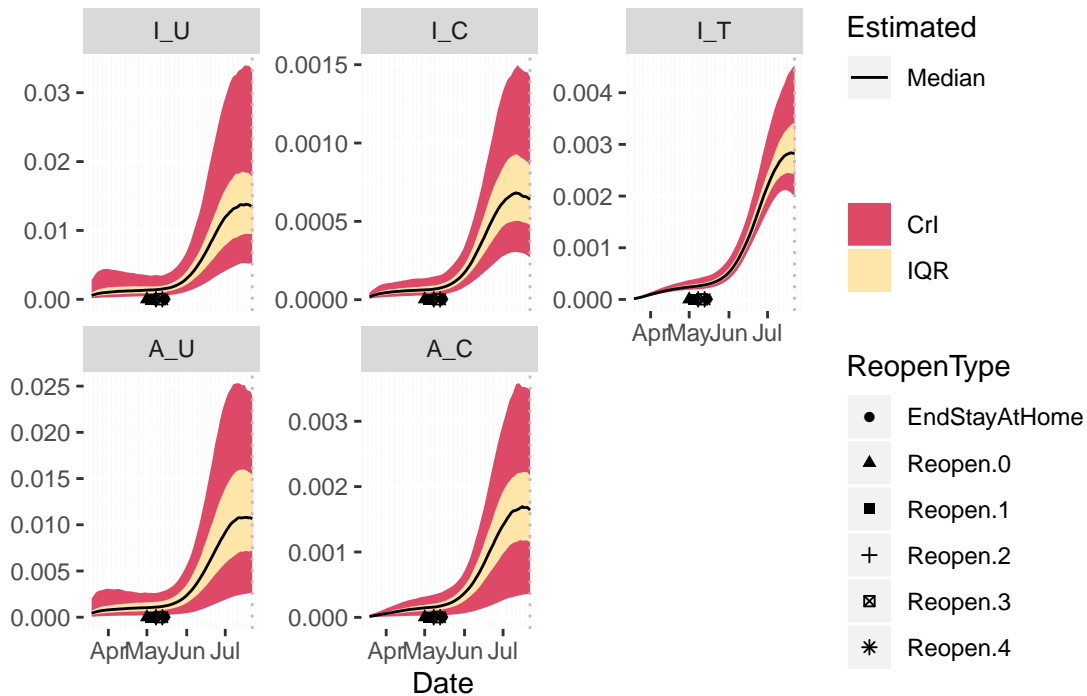 I_U
I_C
I_T
0.03
0.02
0.01
0.00
0.0015
0.0010
0.0005
0.0000
0.004
0.003
0.002
0.001
0.000
Apr May Jun Jul
A_U
A_C
0.025
0.020
0.015
0.010
0.005
0.000
0.003
0.002
0.001
0.000
Apr May Jun Jul
Apr May Jun Jul
Date
Estimated
Median
CrI
IQR
ReopenType
EndStayAtHome
Reopen.0
Reopen.1
Reopen.2
Reopen.3
Reopen.4